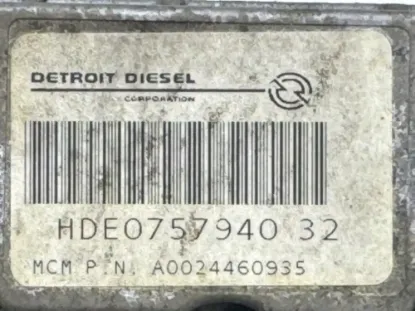 DETROIT DIESEL
CORPORATION
HDE0757940 32
MCM P.N. A0024460935